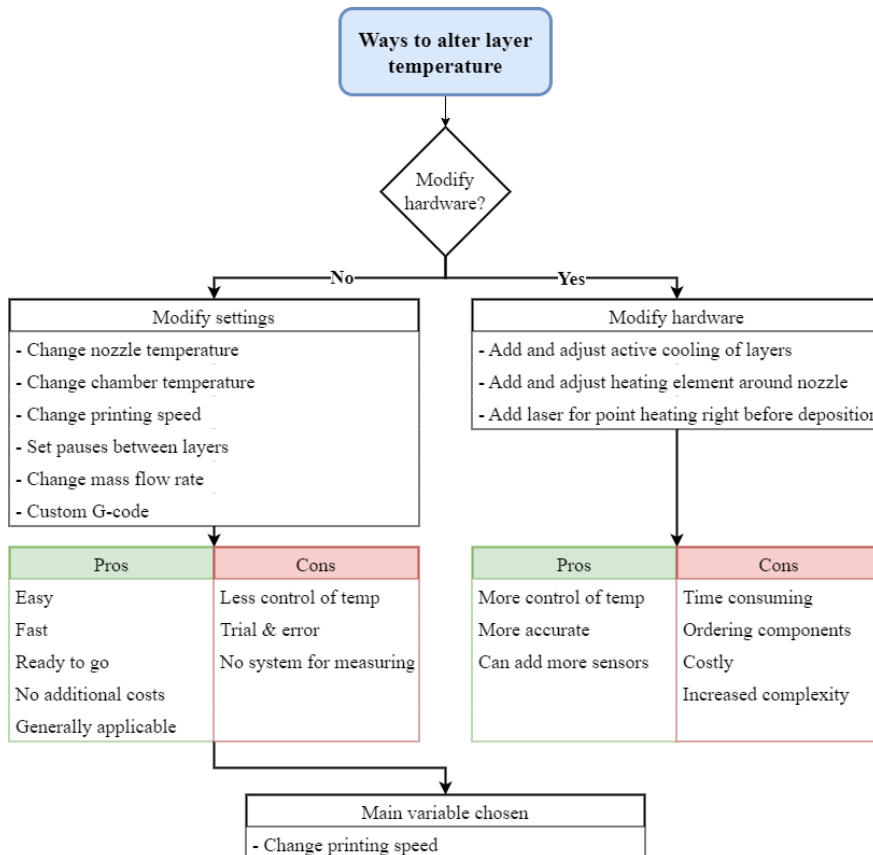 Ways to alter layer
temperature
Modify
hardware?
No
Yes
Modify settings
- Change nozzle temperature
- Change chamber temperature
- Change printing speed
- Set pauses between layers
- Change mass flow rate
- Custom G-code
Modify hardware
- Add and adjust active cooling of layers
- Add and adjust heating element around nozzle
- Add laser for point heating right before deposition
Pros
Easy
Fast
Ready to go
No additional costs
Generally applicable
Cons
Less control of temp
Trial & error
No system for measuring
Pros
More control of temp
More accurate
Can add more sensors
Cons
Time consuming
Ordering components
Costly
Increased complexity
Main variable chosen
- Change printing speed